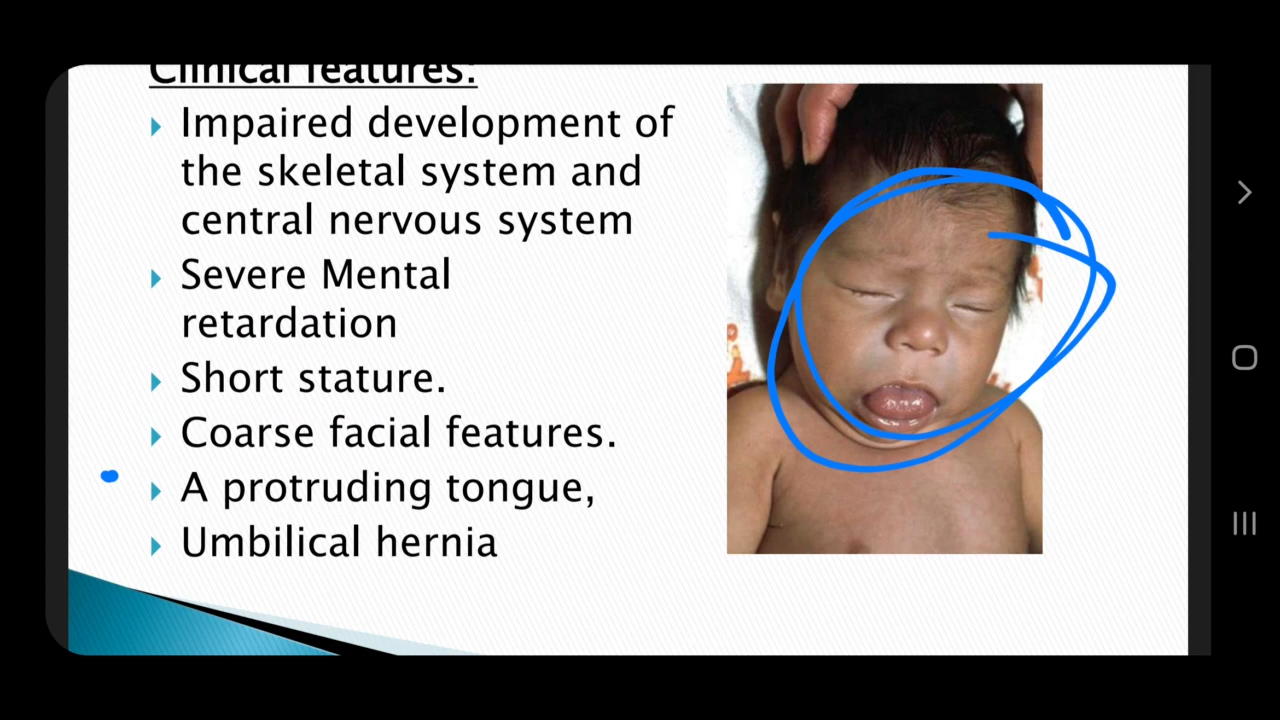 Clinical features:
Impaired development of
the skeletal system and
central nervous system
Severe Mental
retardation
Short stature.
Coarse facial features.
A protruding tongue,
Umbilical hernia